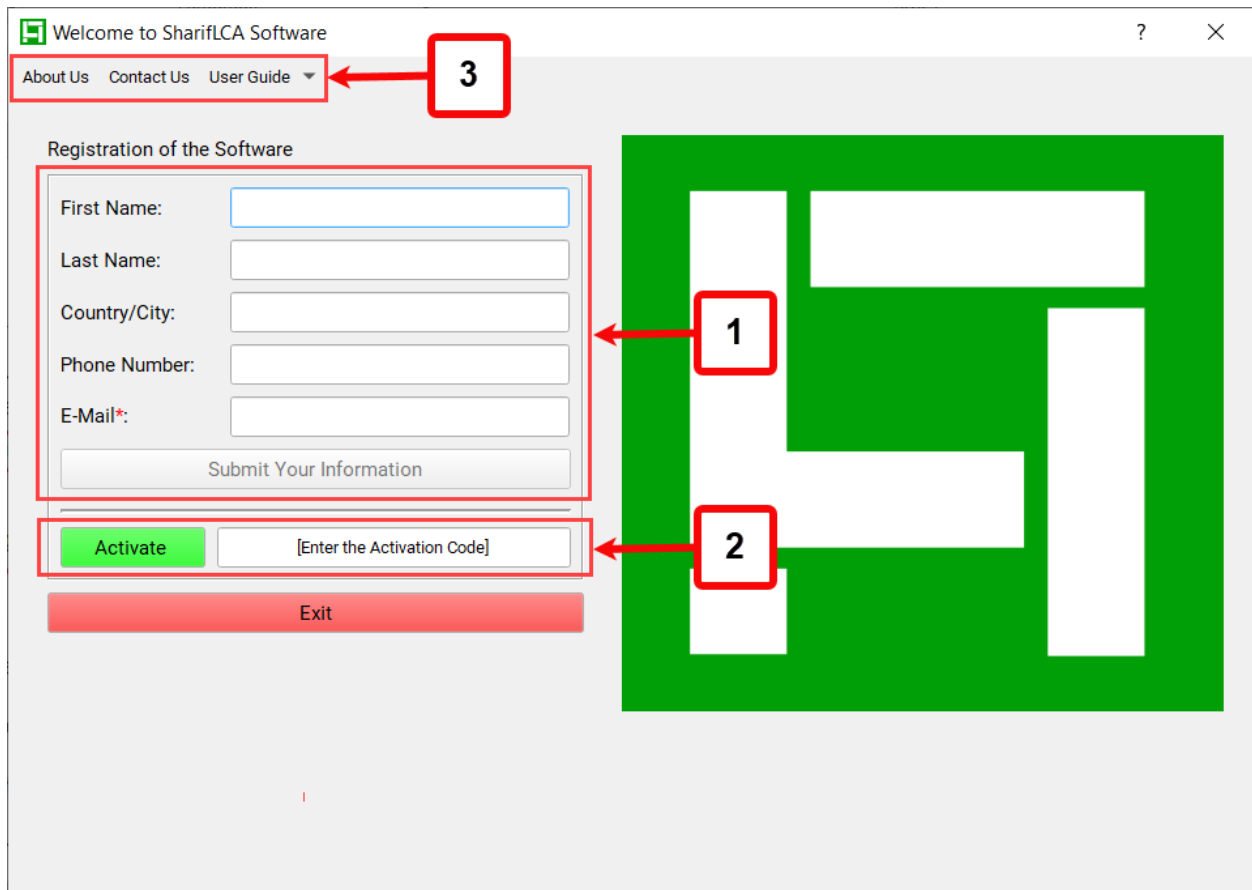 Welcome to SharifLCA Software
?
About Us Contact Us User Guide
3
Registration of the Software
First Name:
Last Name:
Country/City:
1
Phone Number:
E-Mail*:
Submit Your Information
Activate [Enter the Activation Code]
2
Exit